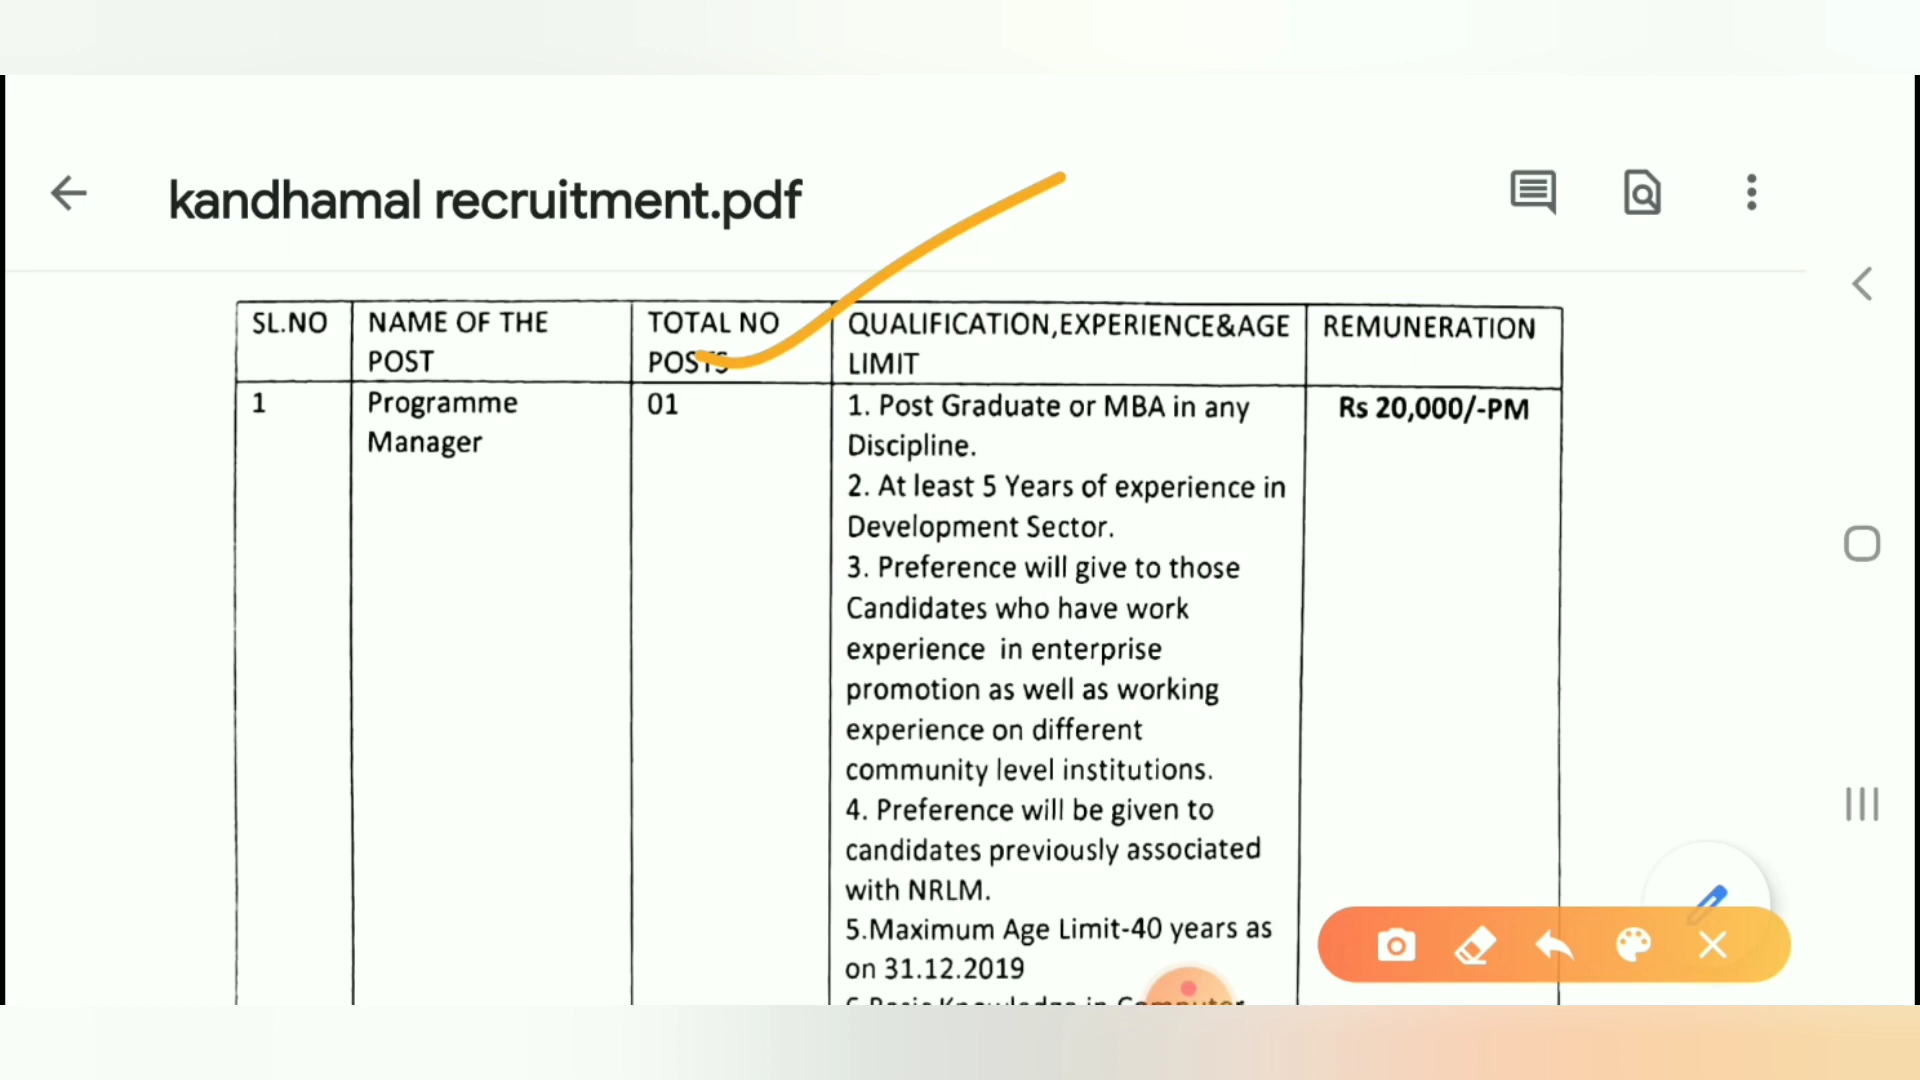 kandhamal recruitment.pdf
SL.NO
NAME OF THE
POST
TOTAL NO
POSTS
QUALIFICATION,EXPERIENCE&AGE
LIMIT
REMUNERATION
1
Programme
Manager
01
1. Post Graduate or MBA in any
Discipline.
2. At least 5 Years of experience in
Development Sector.
3. Preference will give to those
Candidates who have work
experience in enterprise
promotion as well as working
experience on different
community level institutions.
4. Preference will be given to
candidates previously associated
with NRLM.
5.Maximum Age Limit-40 years as
on 31.12.2019
Rs 20,000/-PM